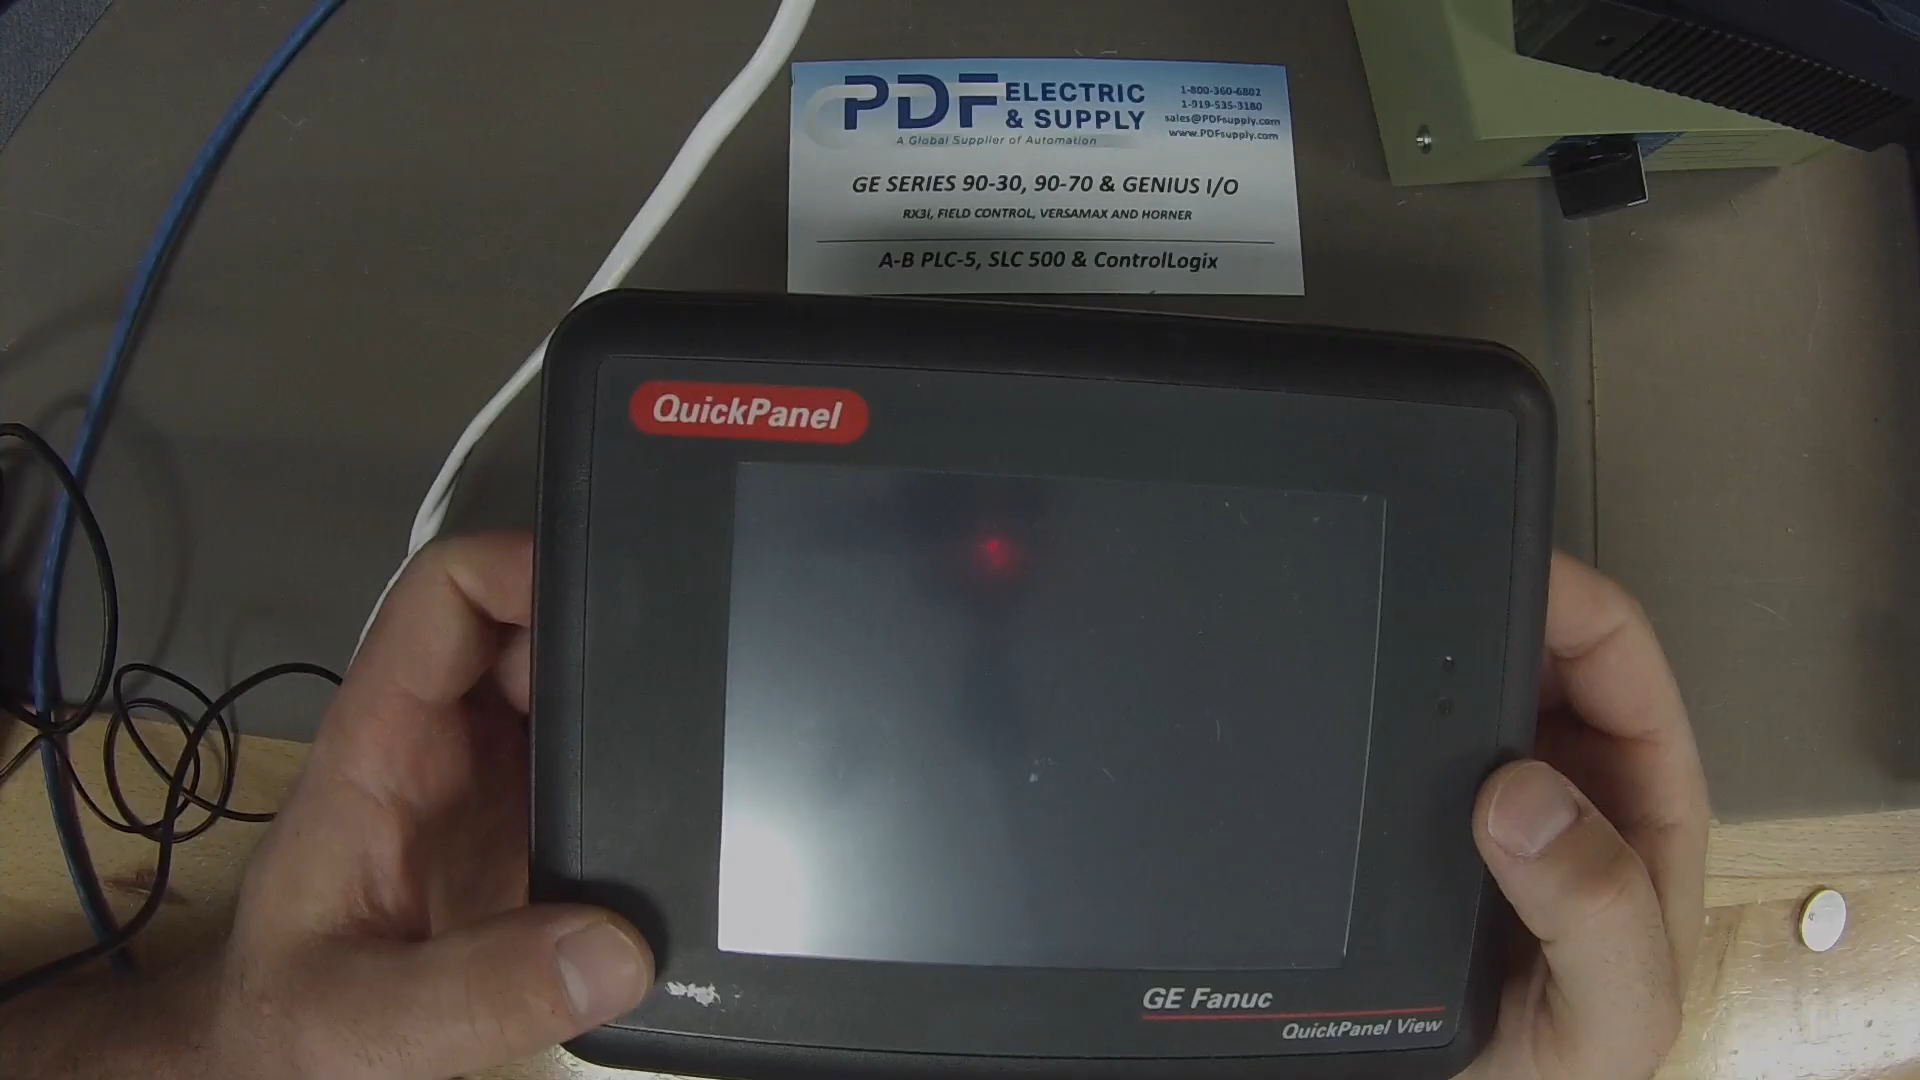 PDF ELECTRIC
& SUPPLY
A Global Supplier of Automation
1-800-360-6802
1-919-535-3180
sales@PDFsupply.com
www.PDFsupply.com
GE SERIES 90-30, 90-70 & GENIUS I/O
RX3i, FIELD CONTROL, VERSAMAX AND HORNER
A-B PLC-5, SLC 500 & ControlLogix
QuickPanel
GE Fanuc
QuickPanel View